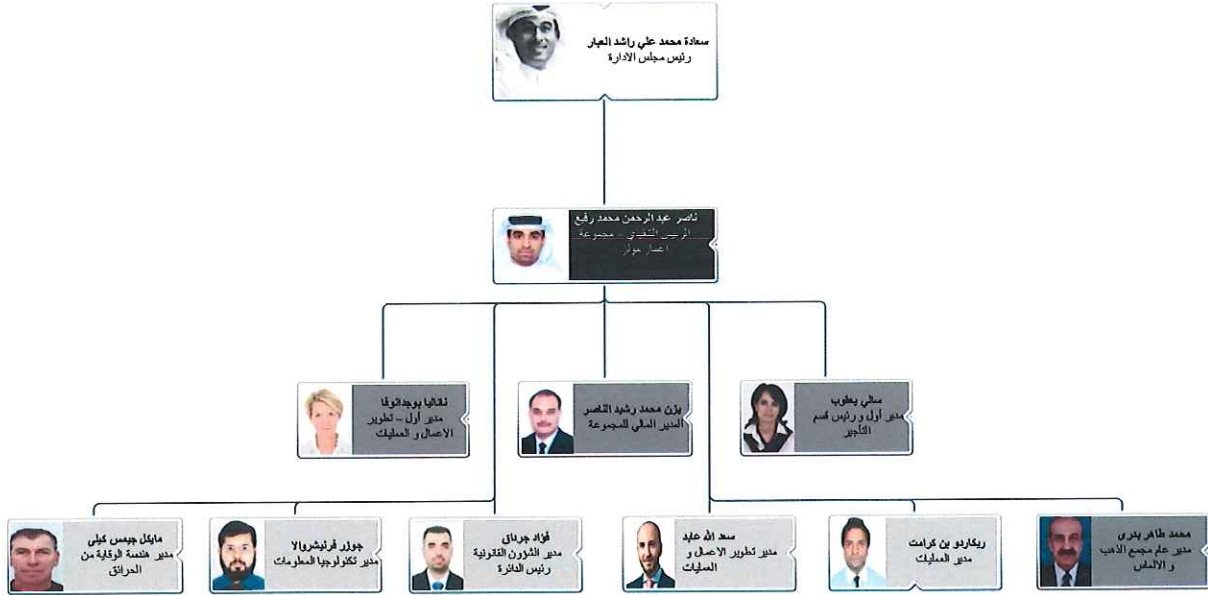 سعادة محمد علي راشد العبار
رئيس مجلس الادارة
ناصر عبد الرحمن محمد رفيع
الرئيس التنفيذي – مجموعة
اعمار مولز
سالي يعقوب
مدير أول و رئيس قسم
التأجير
يزن محمد رشيد الناصر
المدير المالي للمجموعة
ناتاليا بوجدانوفا
مدير أول – تطوير
الاعمال و العمليات
محمد طاهر بدري
مدير عام مجمع الذهب
و الالماس
ريكاردو بن كرامت
مدير العمليات
سعد الله عابد
مدير تطوير الاعمال و
العمليات
فؤاد جرداق
مدير الشؤون القانونية
رئيس الدائرة
جوزر فرنيشروالا
مدير تكنولوجيا المعلومات
مايكل جيمس كيلى
مدير هندسة الوقاية من
الحرائق